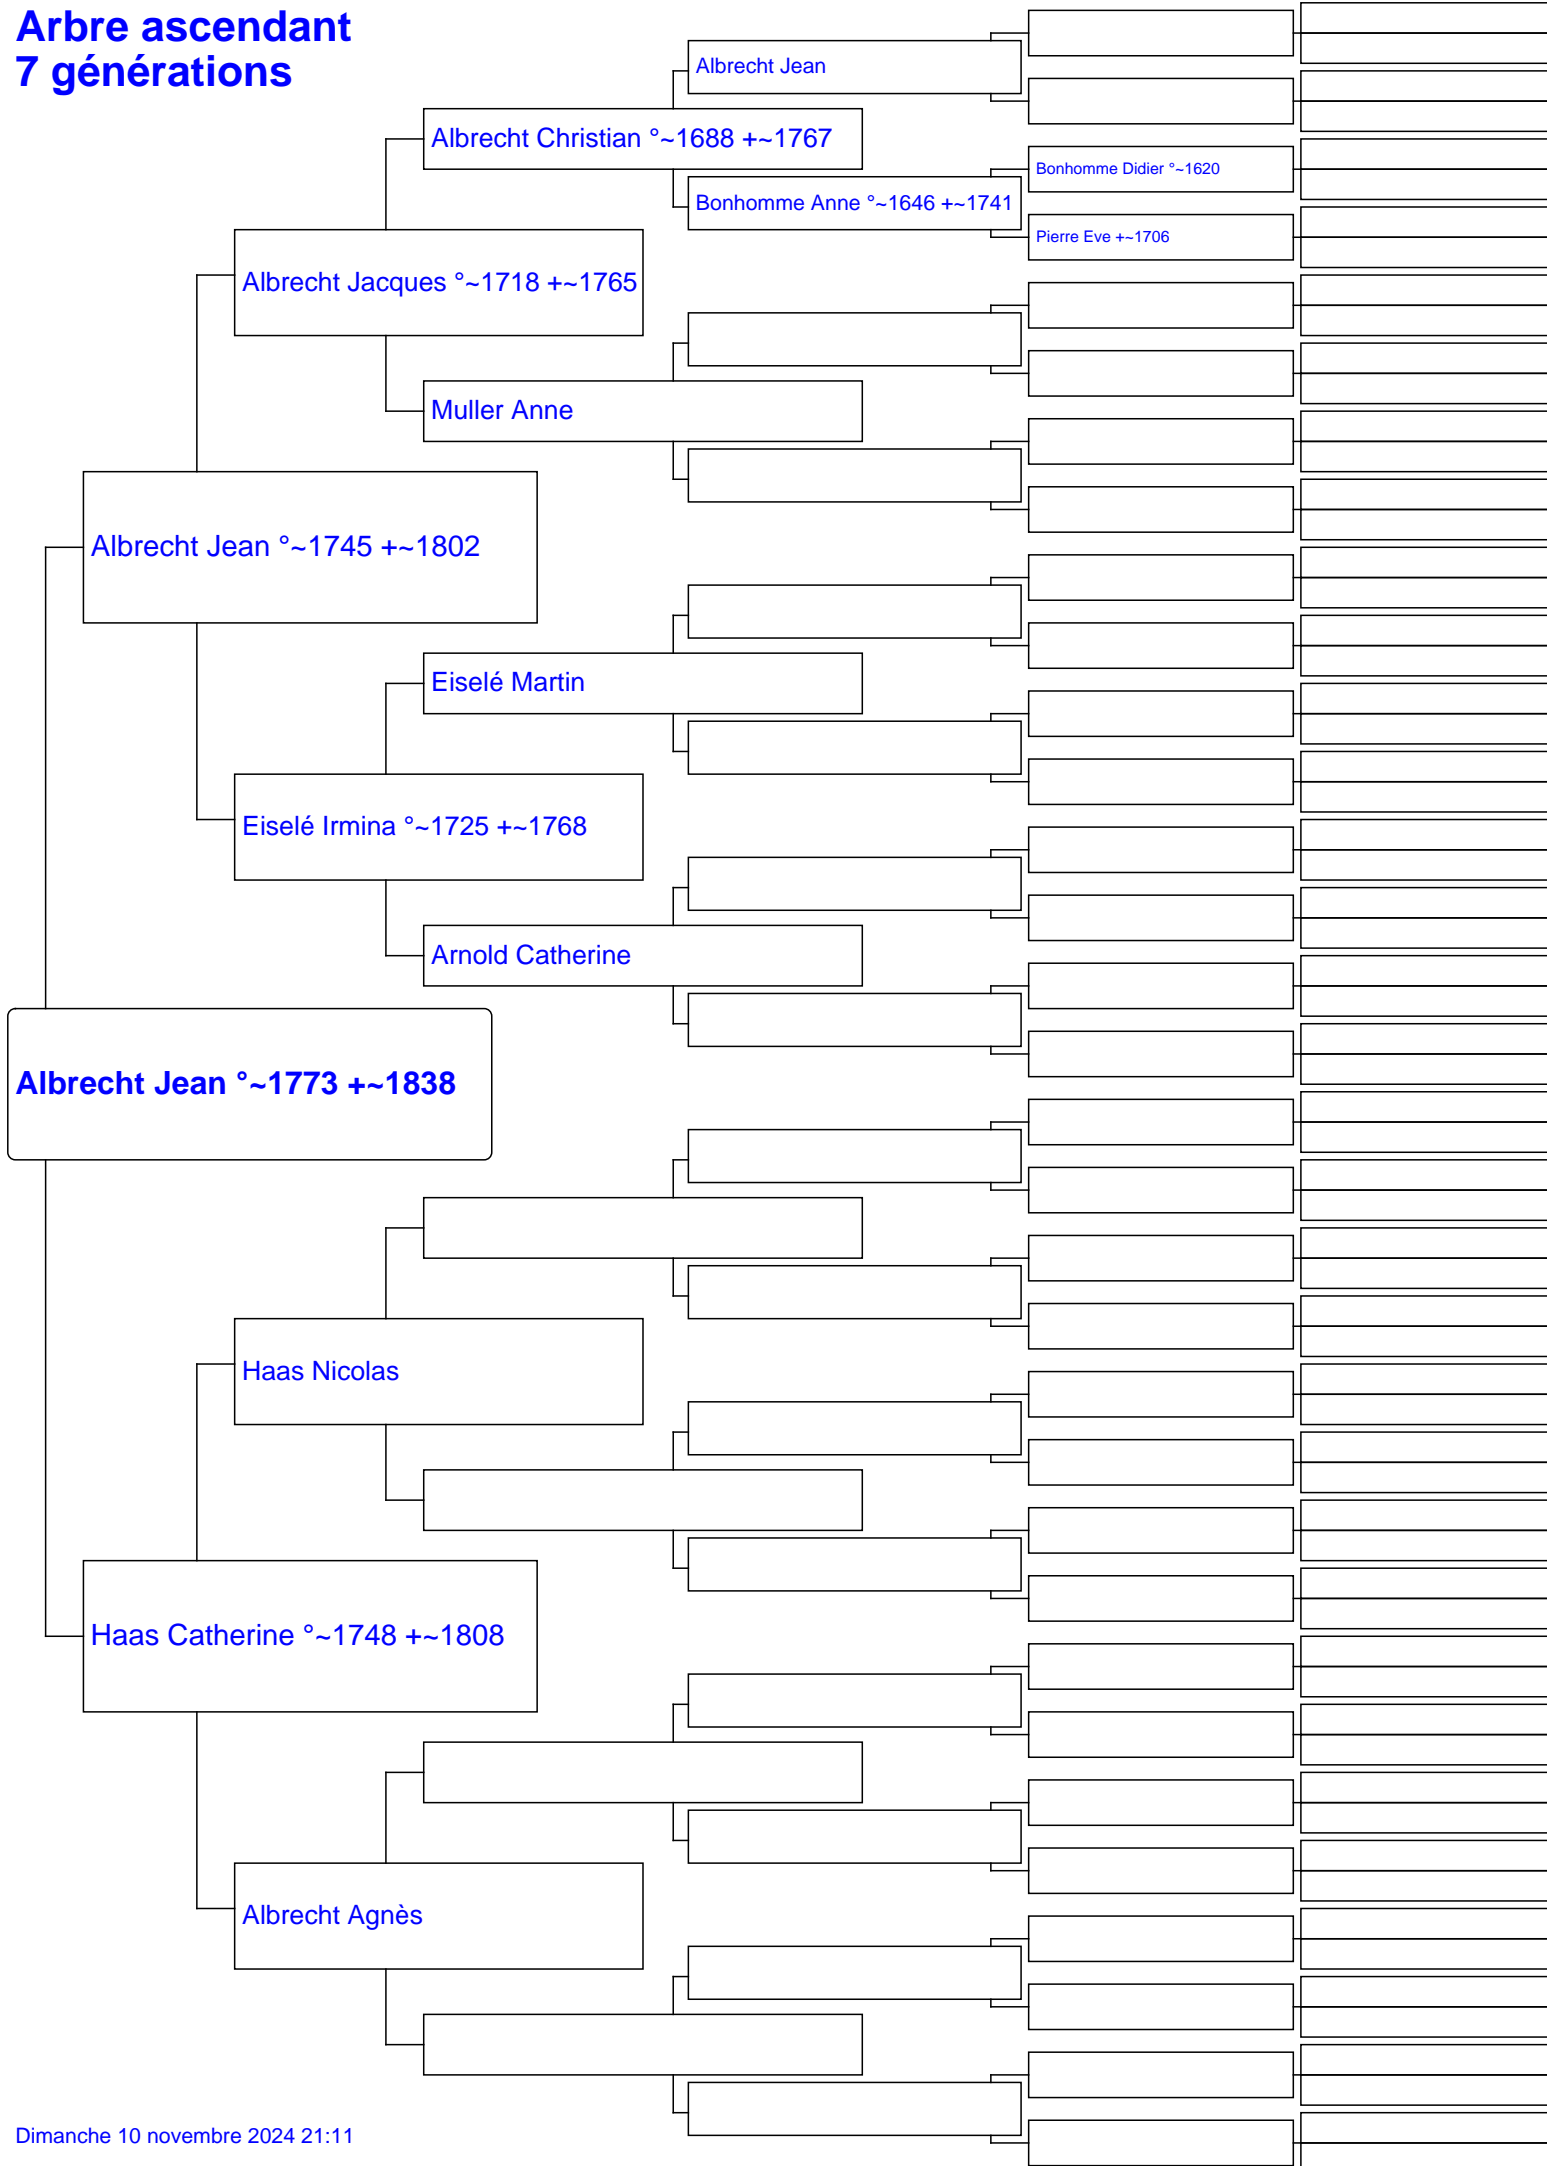 Arbre ascendant
7 générations
Albrecht Jean
Albrecht Christian °~1688 +~1767
Bonhomme Didier °~1620
Bonhomme Anne °~1646 +~1741
Pierre Eve +~1706
Albrecht Jacques °~1718 +~1765
Muller Anne
Albrecht Jean °~1745 +~1802
Eiselé Martin
Eiselé Irmina °~1725 +~1768
Arnold Catherine
Albrecht Jean °~1773 +~1838
Haas Nicolas
Haas Catherine °~1748 +~1808
Albrecht Agnès
Dimanche 10 novembre 2024 21:11